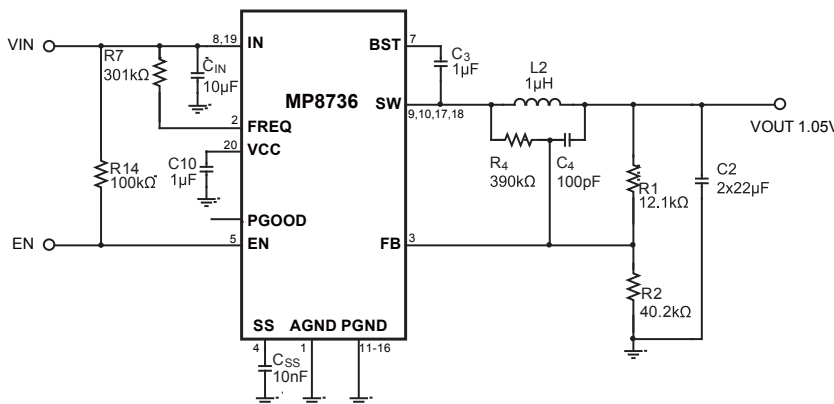 VIN
R7
301kΩ
8,19
IN
CIN
10μF
BST
7
C3
1μF
L2
1μH
MP8736
SW
9,10,17,18
VOUT 1.05V
2
FREQ
20
VCC
C10
1μF
R4
390kΩ
C4
100pF
R1
12.1kΩ
C2
2x22μF
R14
100kΩ
PGOOD
EN
5
EN
FB
3
R2
40.2kΩ
SS
AGND
PGND
4
1
11-16
CSS
10nF